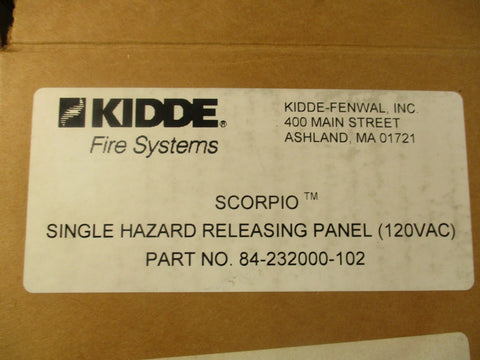 KIDDE®
Fire Systems
KIDDE-FENWAL, INC.
400 MAIN STREET
ASHLAND, MA 01721
SCORPIO ™
SINGLE HAZARD RELEASING PANEL (120VAC)
PART NO. 84-232000-102